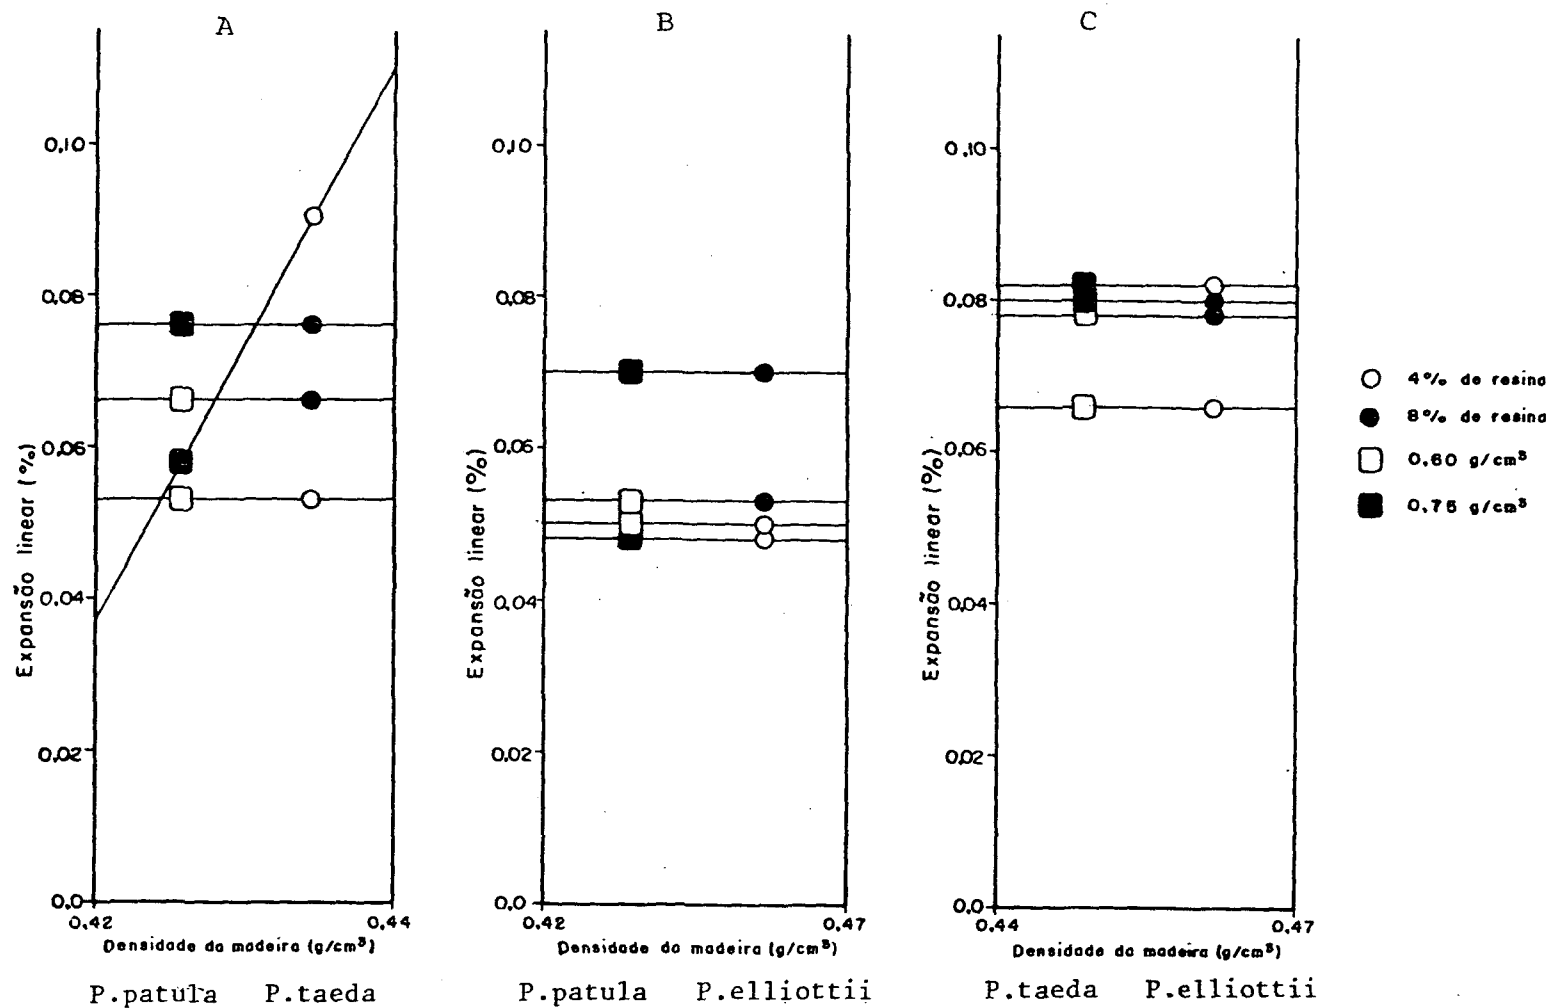 A
B
C
0.10
0.08
0.06
0.04
0.02
0.0
Expansão linear (%)
0.42
0.44
Densidade da madeira (g/cm³)
P.patula P.taeda
0.10
0.08
0.06
0.04
0.02
0.0
Expansão linear (%)
0.42
0.47
Densidade da madeira (g/cm³)
P.patula P.elliottii
0.10
0.08
0.06
0.04
0.02
0.0
Expansão linear (%)
0.44
0.47
Densidade da madeira (g/cm³)
P.taeda P.elliottii
4% de resina
8% de resina
0.60 g/cm³
0.75 g/cm³